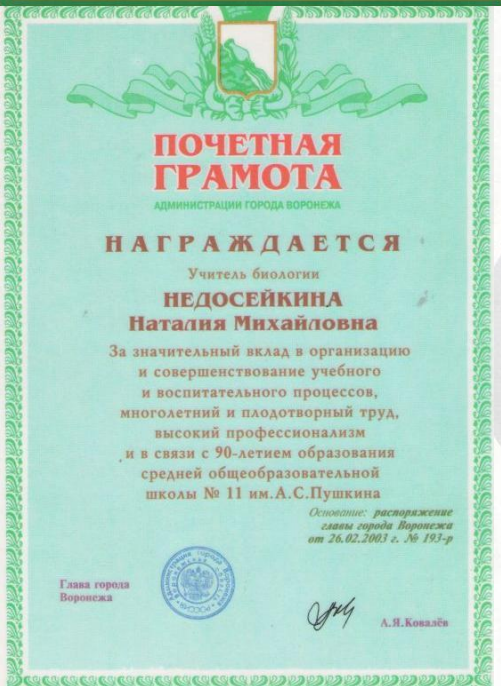 ПОЧЕТНАЯ
ГРАМОТА
АДМИНИСТРАЦИИ ГОРОДА ВОРОНЕЖА
НАГРАЖДАЕТСЯ
Учитель биологии
НЕДОСЕЙКИНА
Наталия Михайловна
За значительный вклад в организацию
и совершенствование учебного
и воспитательного процессов,
многолетний и плодотворный труд,
высокий профессионализм
и в связи с 90-летием образования
средней общеобразовательной
школы № 11 им.А.С.Пушкина
Основание: распоряжение
главы города Воронежа
от 26.02.2003 г. № 193-р
Глава города
Воронежа
А.Я.Ковалёв